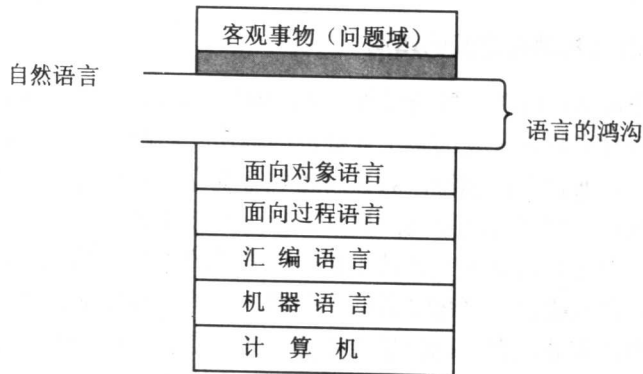 客观事物（问题域）
自然语言
语言的鸿沟
面向对象语言
面向过程语言
汇编语言
机器语言
计算机